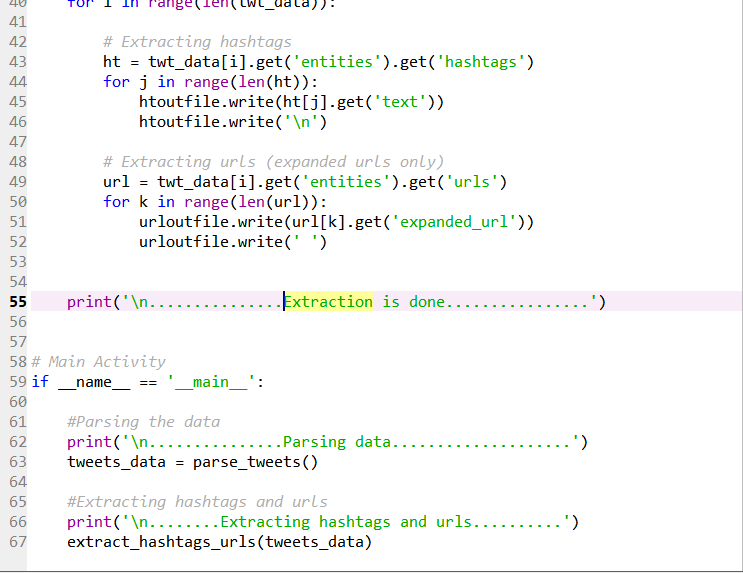 40     for i in range(len(twt_data)):
41
42         # Extracting hashtags
43         ht = twt_data[i].get('entities').get('hashtags')
44         for j in range(len(ht)):
45             htoutfile.write(ht[j].get('text'))
46             htoutfile.write('\n')
47
48         # Extracting urls (expanded urls only)
49         url = twt_data[i].get('entities').get('urls')
50         for k in range(len(url)):
51             urloutfile.write(url[k].get('expanded_url'))
52             urloutfile.write(' ')
53
54
55     print('\n...............Extraction is done................')
56
57
58 # Main Activity
59 if __name__ == '__main__':
60
61     #Parsing the data
62     print('\n...............Parsing data....................')
63     tweets_data = parse_tweets()
64
65     #Extracting hashtags and urls
66     print('\n........Extracting hashtags and urls..........')
67     extract_hashtags_urls(tweets_data)